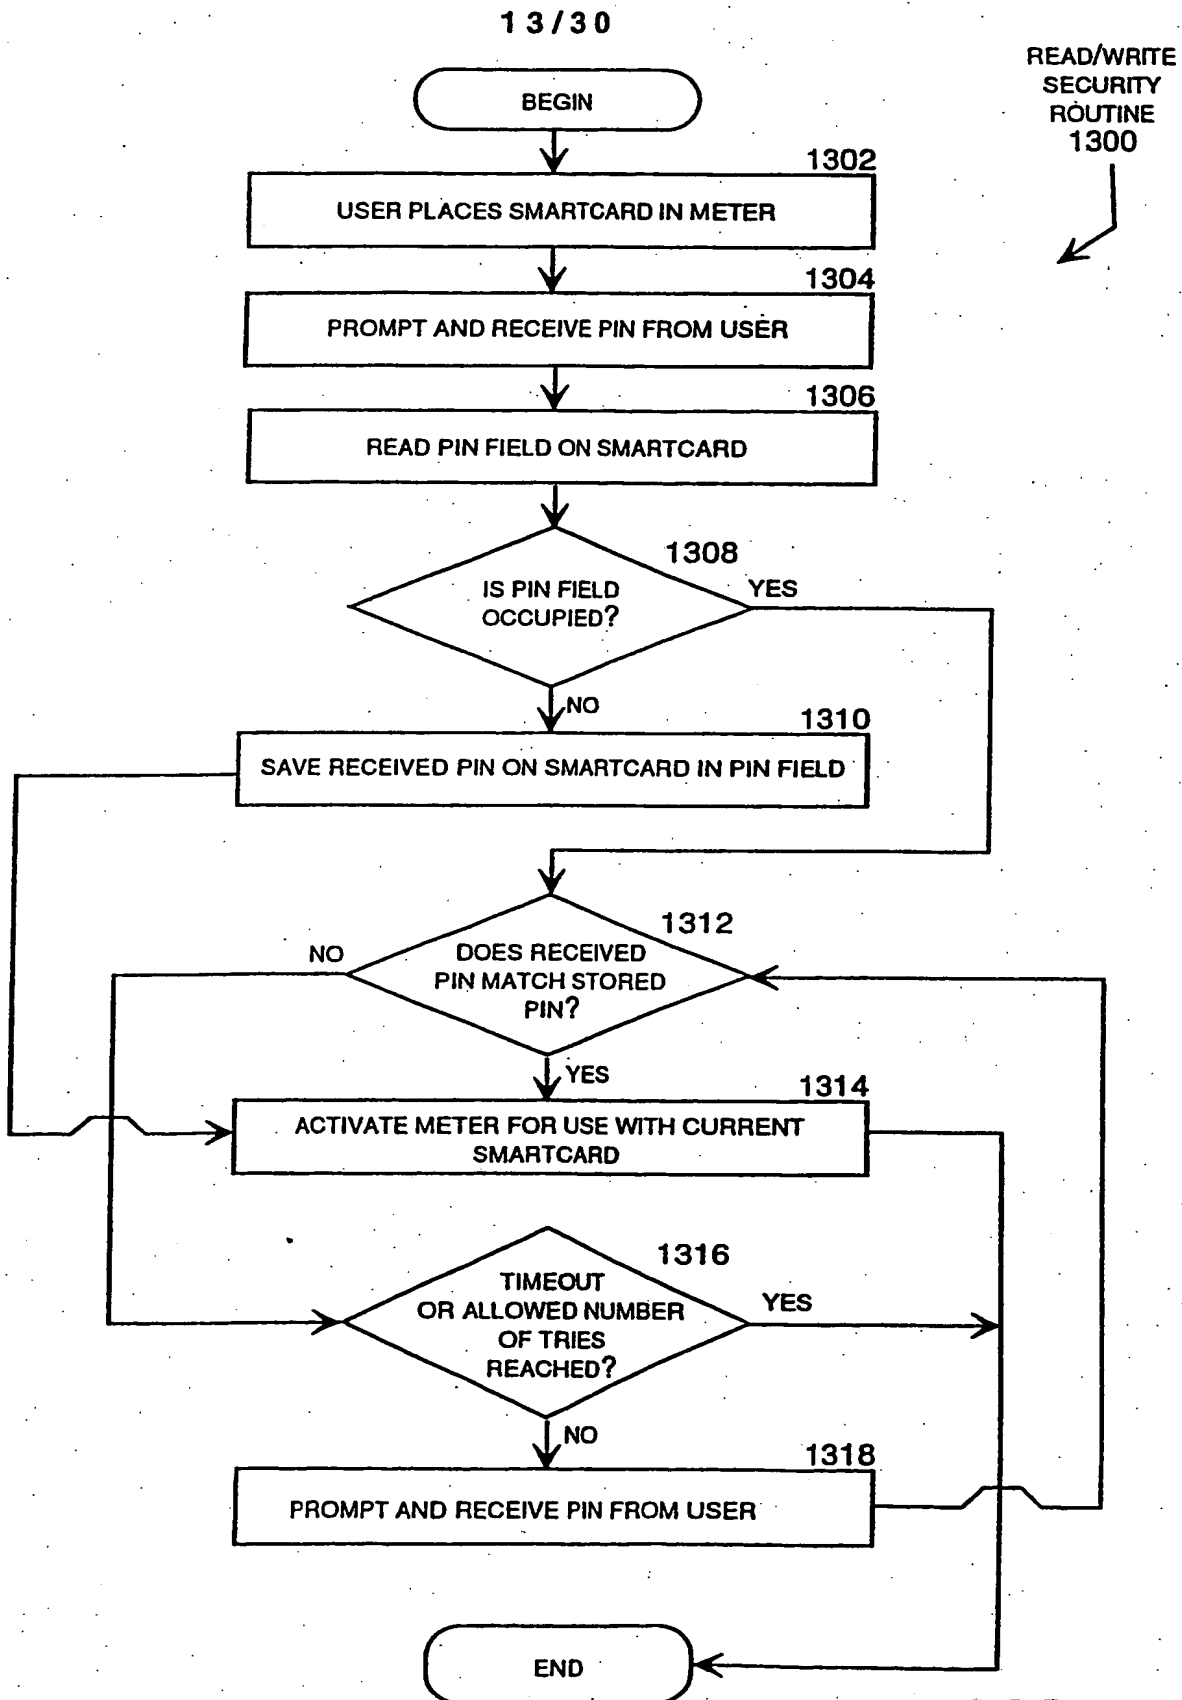 13/30
READ/WRITE
SECURITY
ROUTINE
1300
BEGIN
1302
USER PLACES SMARTCARD IN METER
1304
PROMPT AND RECEIVE PIN FROM USER
1306
READ PIN FIELD ON SMARTCARD
1308
IS PIN FIELD
OCCUPIED?
YES
NO
1310
SAVE RECEIVED PIN ON SMARTCARD IN PIN FIELD
1312
NO
DOES RECEIVED
PIN MATCH STORED
PIN?
YES
1314
ACTIVATE METER FOR USE WITH CURRENT
SMARTCARD
1316
TIMEOUT
OR ALLOWED NUMBER
OF TRIES
REACHED?
YES
NO
1318
PROMPT AND RECEIVE PIN FROM USER
END